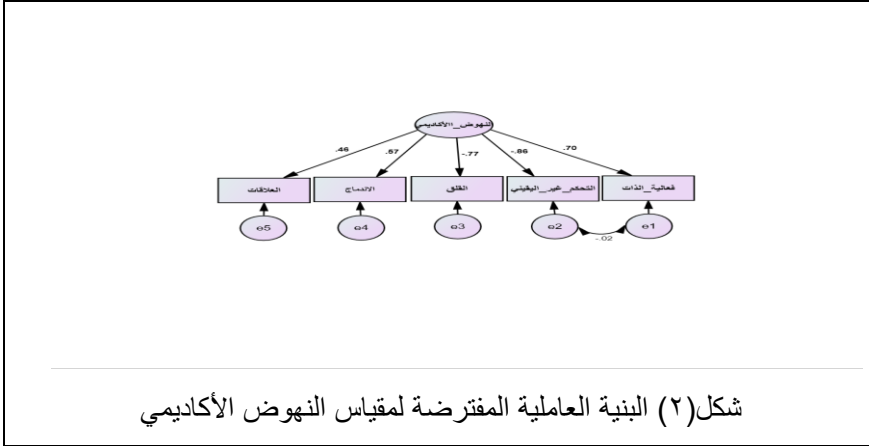 النهوض_الأكاديمي
.46
.57
-.77
-.86
.70
فعالية_الذات
التحكم_غير_اليقيني
القلق
الاندماج
العلاقات
e1
e2
e3
e4
e5
-.02
شكل(٢) البنية العاملية المفترضة لمقياس النهوض الأكاديمي